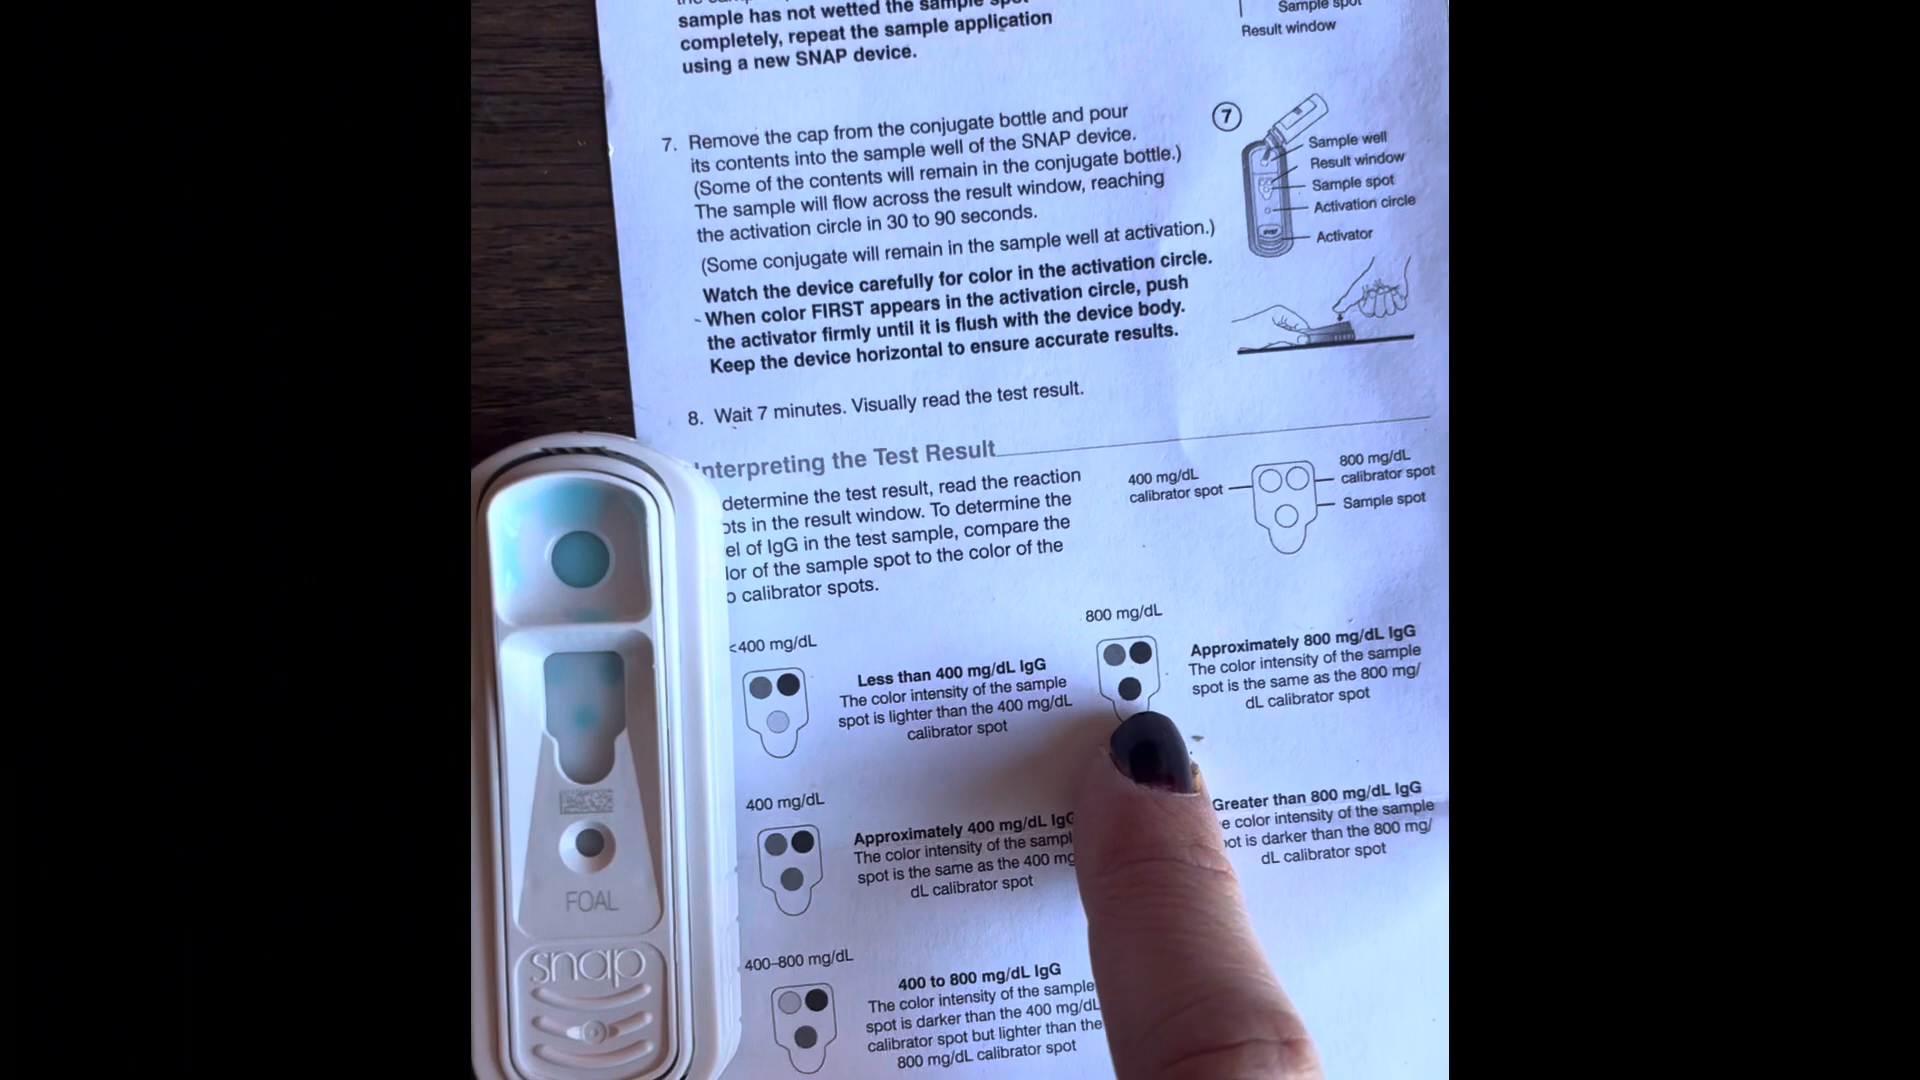 sample has not wetted the sample spot
completely, repeat the sample application
using a new SNAP device.
Sample spot
Result window
7. Remove the cap from the conjugate bottle and pour
its contents into the sample well of the SNAP device.
(Some of the contents will remain in the conjugate bottle.)
The sample will flow across the result window, reaching
the activation circle in 30 to 90 seconds.
(Some conjugate will remain in the sample well at activation.)
Watch the device carefully for color in the activation circle.
When color FIRST appears in the activation circle, push
the activator firmly until it is flush with the device body.
Keep the device horizontal to ensure accurate results.
7
Sample well
Result window
Sample spot
Activation circle
Activator
8. Wait 7 minutes. Visually read the test result.
Interpreting the Test Result
determine the test result, read the reaction
ots in the result window. To determine the
el of IgG in the test sample, compare the
lor of the sample spot to the color of the
o calibrator spots.
400 mg/dL
calibrator spot
800 mg/dL
calibrator spot
Sample spot
<400 mg/dL
Less than 400 mg/dL IgG
The color intensity of the sample
spot is lighter than the 400 mg/dL
calibrator spot
800 mg/dL
Approximately 800 mg/dL IgG
The color intensity of the sample
spot is the same as the 800 mg/
dL calibrator spot
400 mg/dL
Approximately 400 mg/dL IgG
The color intensity of the sampl
spot is the same as the 400 mg
dL calibrator spot
Greater than 800 mg/dL IgG
e color intensity of the sample
ot is darker than the 800 mg/
dL calibrator spot
400–800 mg/dL
400 to 800 mg/dL IgG
The color intensity of the sample
spot is darker than the 400 mg/dL
calibrator spot but lighter than the
800 mg/dL calibrator spot
FOAL
snap